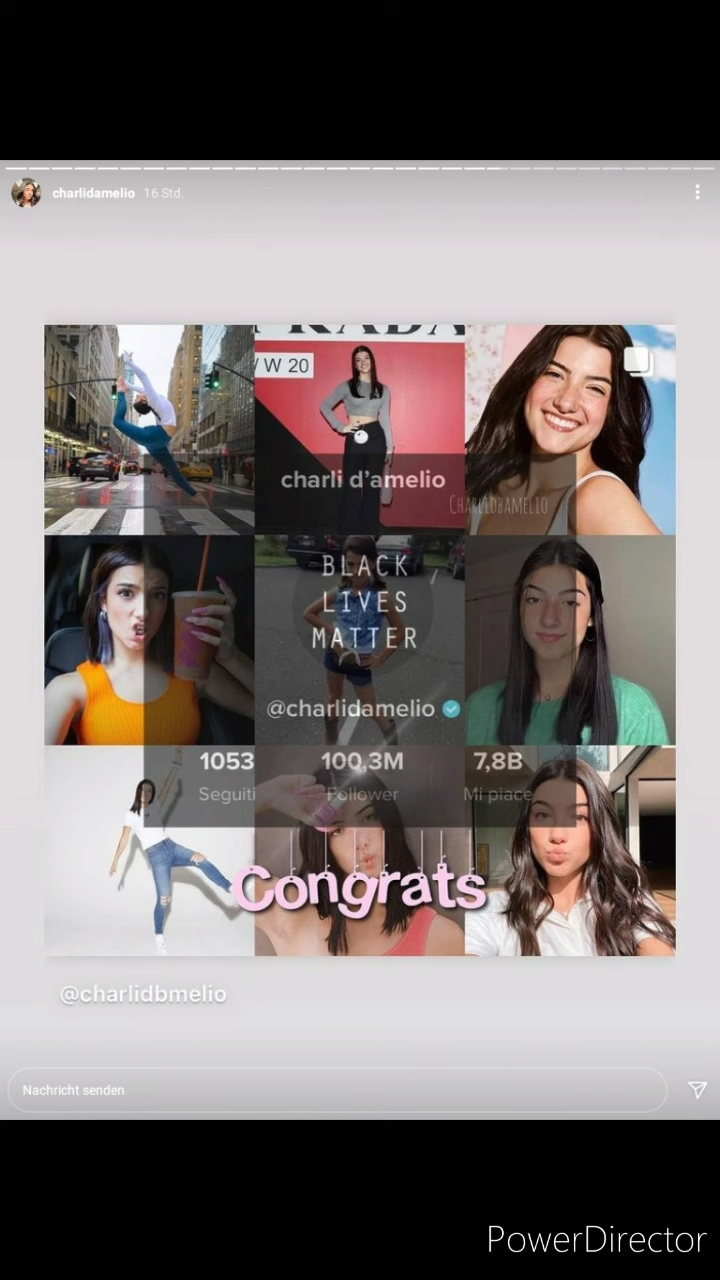 charlidamelio 16 Std.
PRADA
W 20
charli d'amelio
CHARLIDBAMELIO
BLACK
LIVES
MATTER
@charlidamelio
1053 100,3M 7,8B
Seguiti Follower Mi piace
Congrats
@charlidbmelio
Nachricht senden
PowerDirector